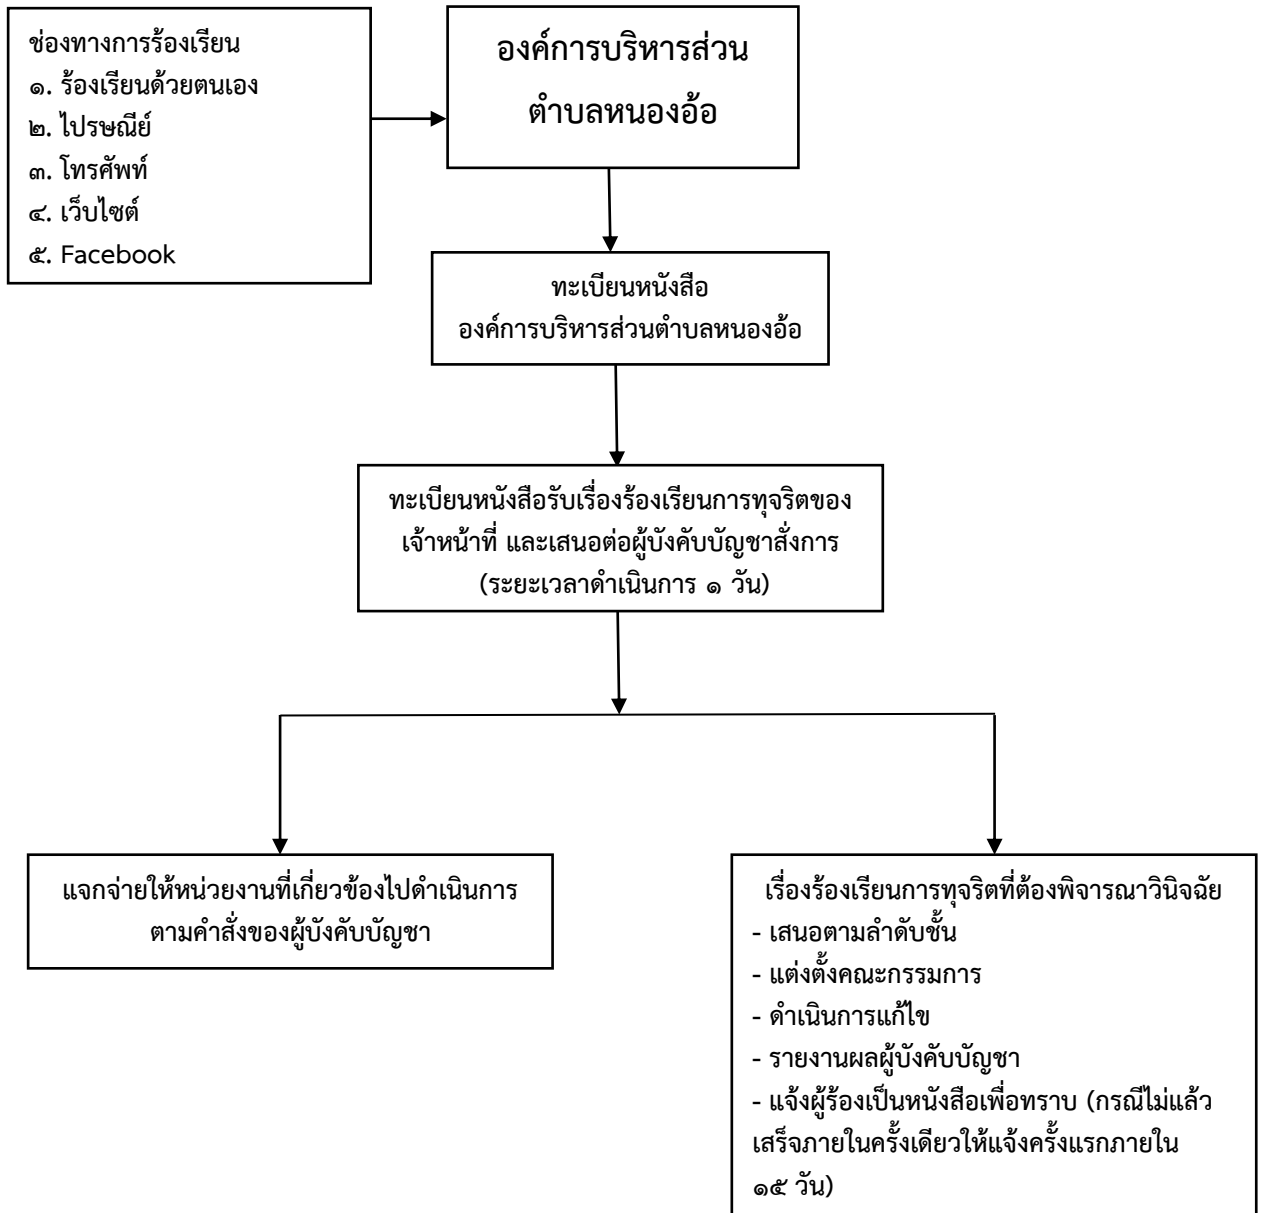 ช่องทางการร้องเรียน
๑. ร้องเรียนด้วยตนเอง
๒. ไปรษณีย์
๓. โทรศัพท์
๔. เว็บไซต์
๕. Facebook
องค์การบริหารส่วน
ตำบลหนองอ้อ
ทะเบียนหนังสือ
องค์การบริหารส่วนตำบลหนองอ้อ
ทะเบียนหนังสือรับเรื่องร้องเรียนการทุจริตของ
เจ้าหน้าที่ และเสนอต่อผู้บังคับบัญชาสั่งการ
(ระยะเวลาดำเนินการ ๑ วัน)
แจกจ่ายให้หน่วยงานที่เกี่ยวข้องไปดำเนินการ
ตามคำสั่งของผู้บังคับบัญชา
เรื่องร้องเรียนการทุจริตที่ต้องพิจารณาวินิจฉัย
- เสนอตามลำดับชั้น
- แต่งตั้งคณะกรรมการ
- ดำเนินการแก้ไข
- รายงานผลผู้บังคับบัญชา
- แจ้งผู้ร้องเป็นหนังสือเพื่อทราบ (กรณีไม่แล้ว
เสร็จภายในครั้งเดียวให้แจ้งครั้งแรกภายใน
๑๕ วัน)